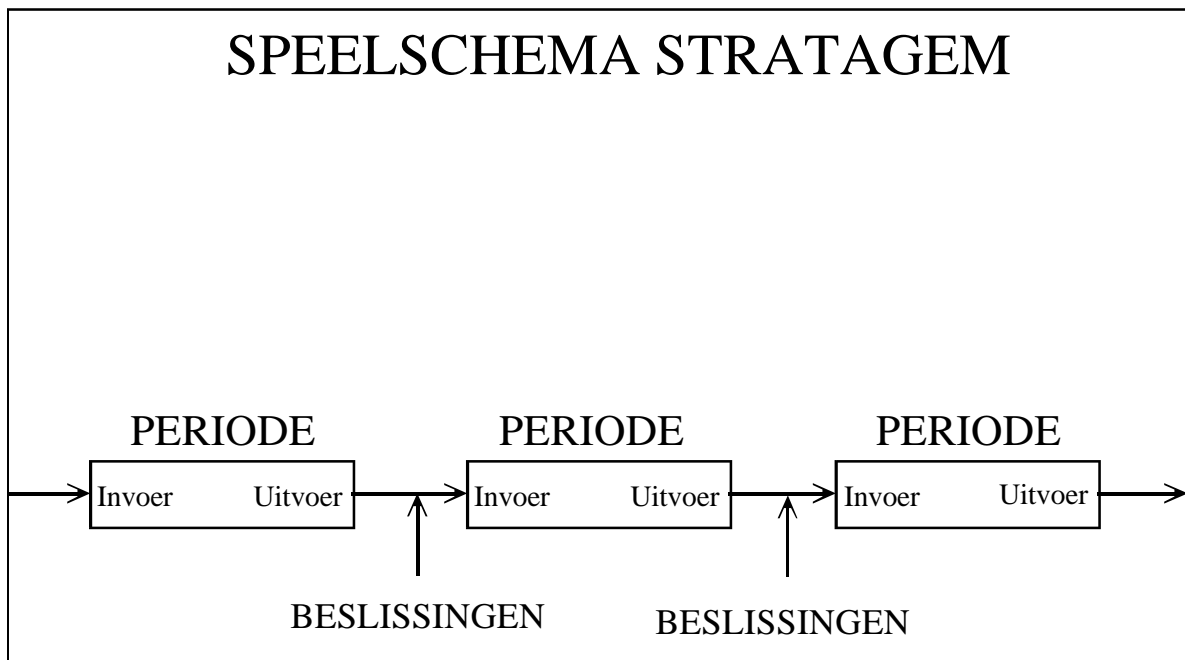 SPEELSCHEMA STRATAGEM
PERIODE PERIODE PERIODE
Invoer Uitvoer Invoer Uitvoer Invoer Uitvoer
BESLISSINGEN BESLISSINGEN